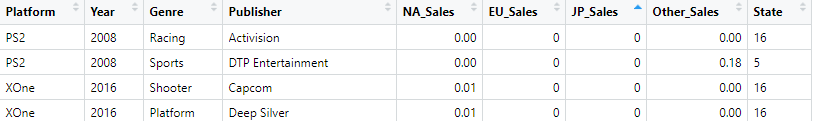 Platform Year Genre Publisher NA_Sales EU_Sales JP_Sales Other_Sales State
PS2 2008 Racing Activision 0.00 0 0 0.00 16
PS2 2008 Sports DTP Entertainment 0.00 0 0 0.18 5
XOne 2016 Shooter Capcom 0.01 0 0 0.00 16
XOne 2016 Platform Deep Silver 0.01 0 0 0.00 16